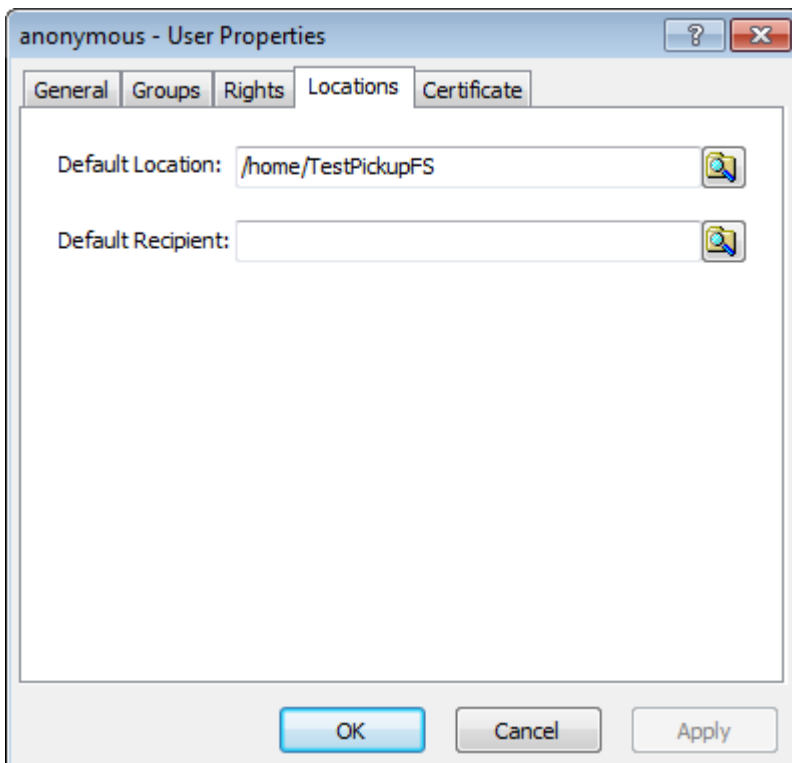 anonymous - User Properties
?
General Groups Rights Locations Certificate
Default Location: /home/TestPickupFS
Default Recipient:
OK Cancel Apply